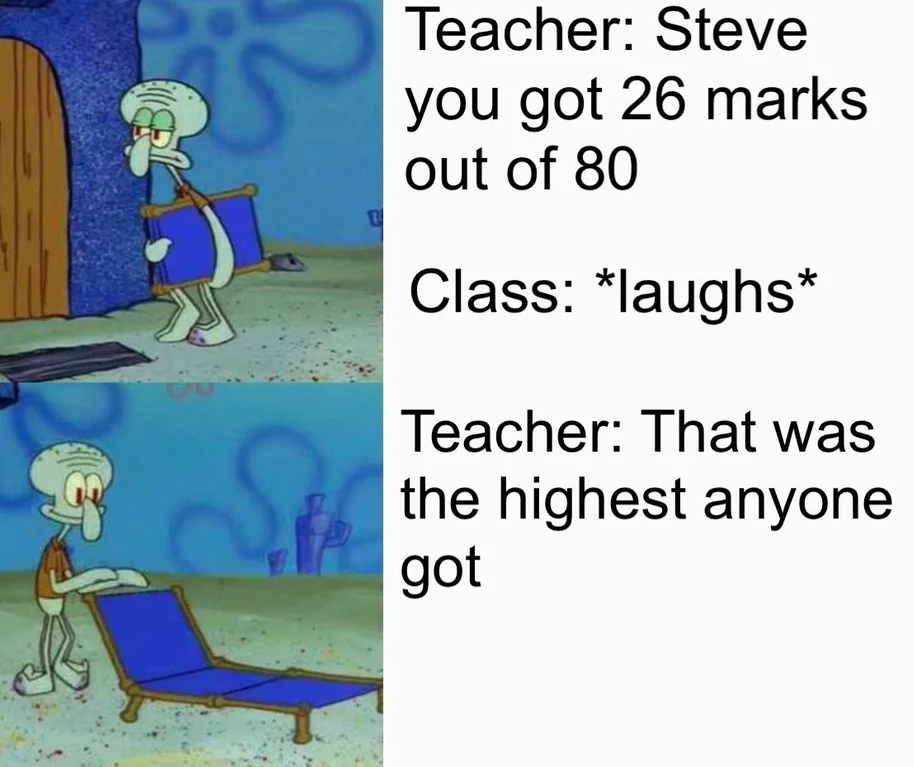 Teacher: Steve
you got 26 marks
out of 80
Class: *laughs*
Teacher: That was
the highest anyone
got